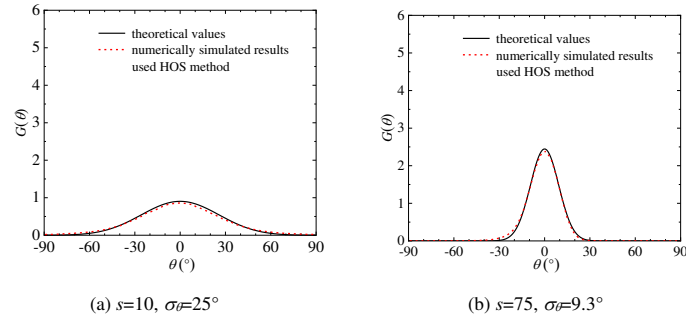 6
5
4
3
2
1
0
G(θ)
theoretical values
numerically simulated results
used HOS method
-90 -60 -30 0 30 60 90
θ(°)
(a) s=10, σθ=25°
6
5
4
3
2
1
0
G(θ)
theoretical values
numerically simulated results
used HOS method
-90 -60 -30 0 30 60 90
θ(°)
(b) s=75, σθ=9.3°